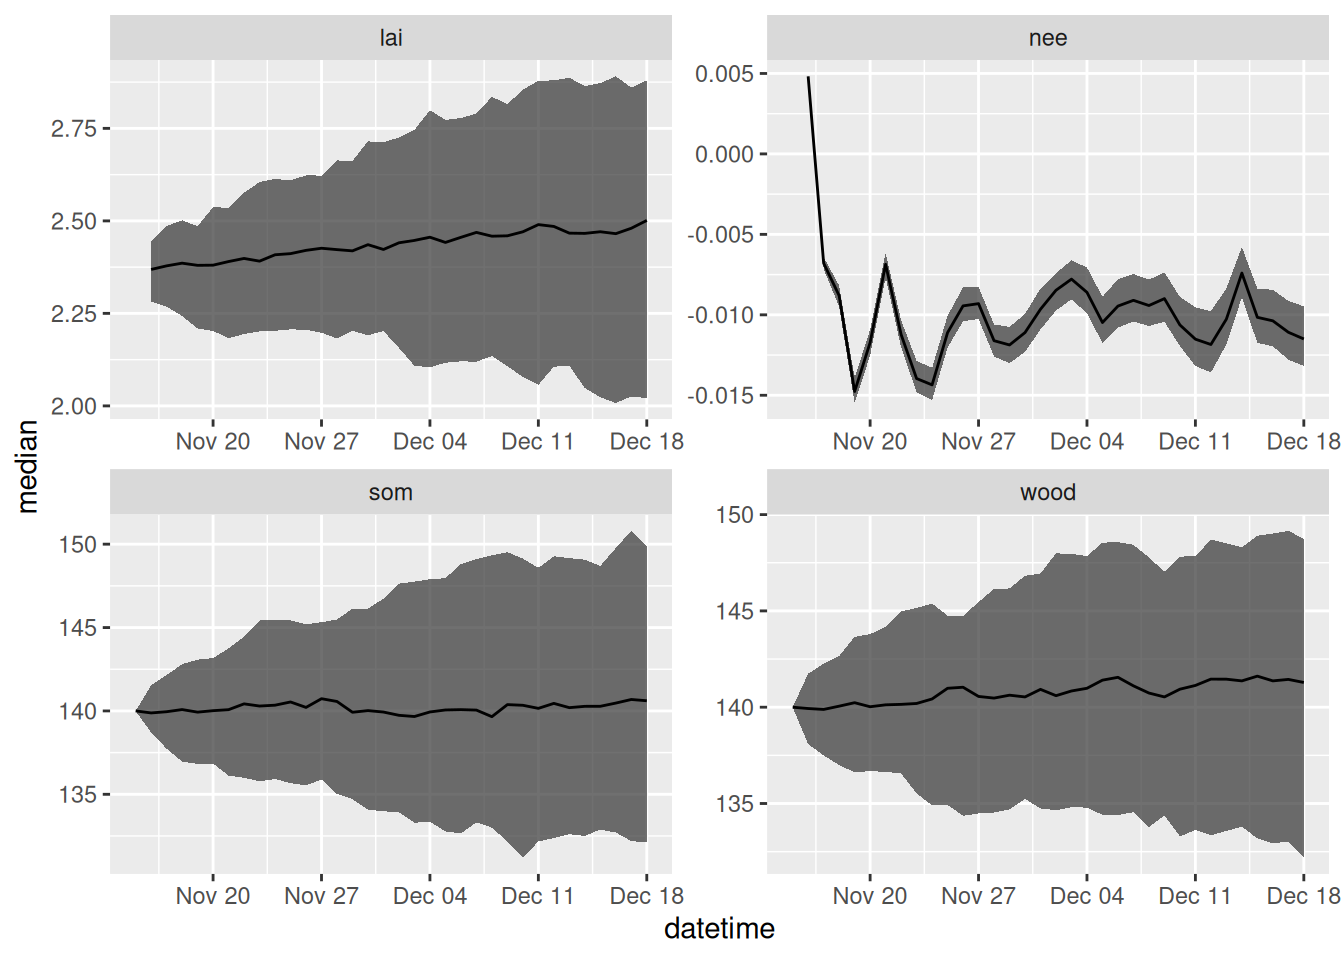 lai
nee
2.75
2.50
2.25
2.00
0.005
0.000
-0.005
-0.010
-0.015
Nov 20 Nov 27 Dec 04 Dec 11 Dec 18
Nov 20 Nov 27 Dec 04 Dec 11 Dec 18
median
som
wood
150
145
140
135
150
145
140
135
Nov 20 Nov 27 Dec 04 Dec 11 Dec 18
Nov 20 Nov 27 Dec 04 Dec 11 Dec 18
datetime